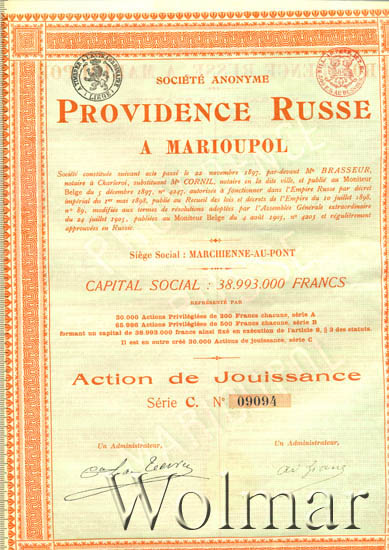 SOCIÉTÉ ANONYME
PROVIDENCE RUSSE
A MARIOUPOL
Société constituée suivant acte passé le 22 novembre 1897, par-devant Me BRASSEUR,
notaire à Charleroi, substituant Me CORNIL, notaire en la dite ville, et publié au Moniteur
Belge du 5 décembre 1897, no 4247, autorisée à fonctionner dans l'Empire Russe par décret
impérial du 1er mai 1898, publié au Recueil des lois et décrets de l'Empire du 10 juillet 1898,
no 89, modifiée aux termes de résolutions adoptées par l'Assemblée Générale extraordinaire
du 24 juillet 1905, publiées au Moniteur Belge du 4 août 1905, no 4203 et régulièrement
approuvées en Russie.
Siège Social : MARCHIENNE-AU-PONT
CAPITAL SOCIAL : 38.993.000 FRANCS
REPRÉSENTÉ PAR
30.000 Actions Privilégiées de 200 Francs chacune, série A
65.986 Actions Privilégiées de 500 Francs chacune, série B
formant un capital de 38.993.000 francs ainsi fixé en exécution de l'article 8, § 3 des statuts.
Il est en outre créé 30.000 Actions de jouissance, série C
Action de Jouissance
Série C. No 09094
Un Administrateur, Un Administrateur,
Wolmar